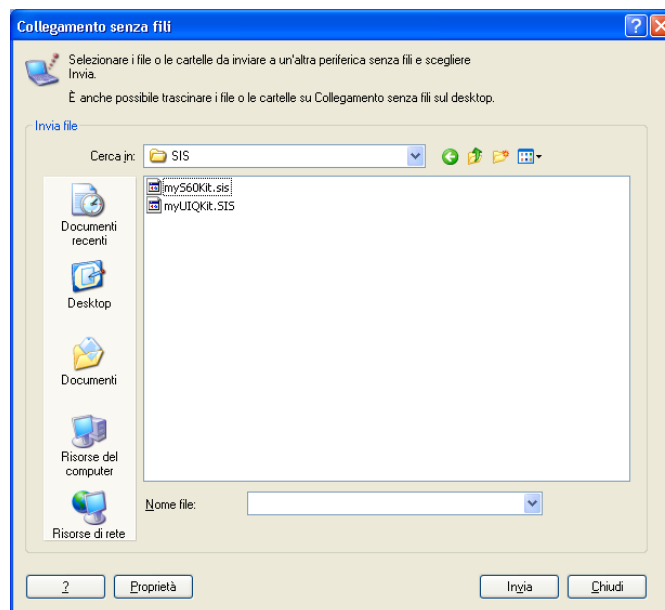 Collegamento senza fili
Selezionare i file o le cartelle da inviare a un'altra periferica senza fili e scegliere
Invia.
È anche possibile trascinare i file o le cartelle su Collegamento senza fili sul desktop.
Invia file
Cerca in: SIS
myS60Kit.sis
myUIQKit.SIS
Documenti
recenti
Desktop
Documenti
Risorse del
computer
Risorse di rete
Nome file:
? Proprietà Invia Chiudi